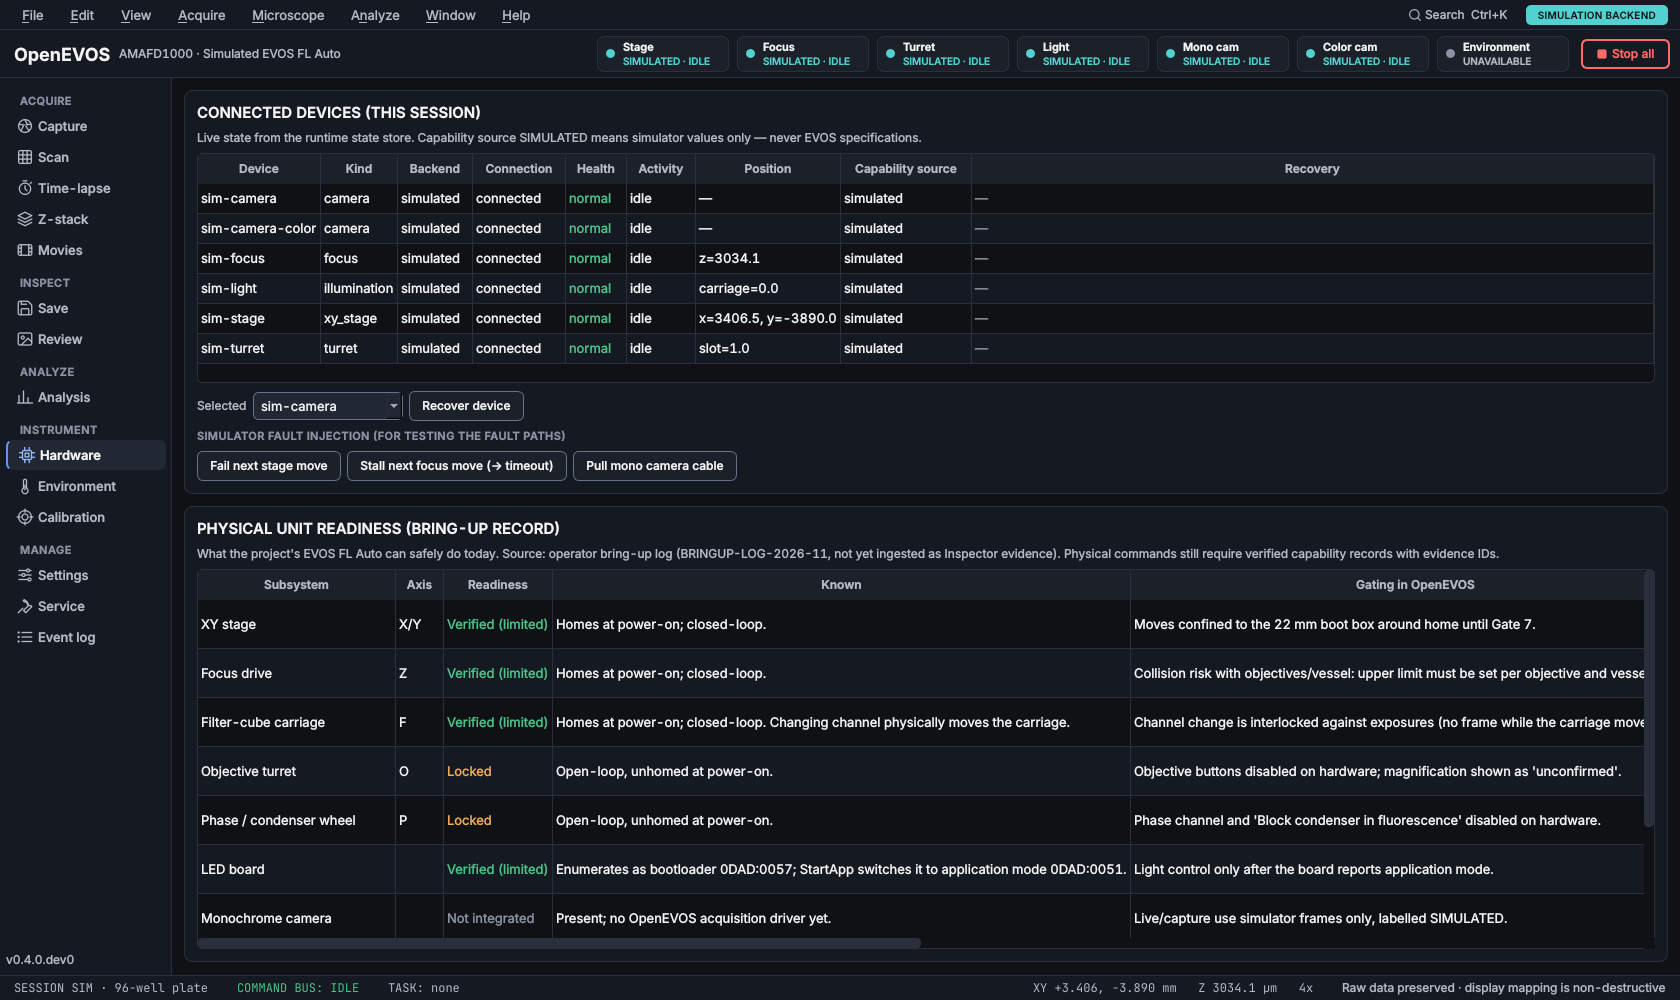 File Edit View Acquire Microscope Analyze Window Help Search Ctrl+K SIMULATION BACKEND
OpenEVOS AMAFD1000 · Simulated EVOS FL Auto
Stage
SIMULATED · IDLE
Focus
SIMULATED · IDLE
Turret
SIMULATED · IDLE
Light
SIMULATED · IDLE
Mono cam
SIMULATED · IDLE
Color cam
SIMULATED · IDLE
Environment
UNAVAILABLE
Stop all
ACQUIRE
Capture
Scan
Time-lapse
Z-stack
Movies
INSPECT
Save
Review
ANALYZE
Analysis
INSTRUMENT
Hardware
Environment
Calibration
MANAGE
Settings
Service
Event log
v0.4.0.dev0
CONNECTED DEVICES (THIS SESSION)
Live state from the runtime state store. Capability source SIMULATED means simulator values only — never EVOS specifications.
Device Kind Backend Connection Health Activity Position Capability source Recovery
sim-camera camera simulated connected normal idle — simulated —
sim-camera-color camera simulated connected normal idle — simulated —
sim-focus focus simulated connected normal idle z=3034.1 simulated —
sim-light illumination simulated connected normal idle carriage=0.0 simulated —
sim-stage xy_stage simulated connected normal idle x=3406.5, y=-3890.0 simulated —
sim-turret turret simulated connected normal idle slot=1.0 simulated —
Selected sim-camera Recover device
SIMULATOR FAULT INJECTION (FOR TESTING THE FAULT PATHS)
Fail next stage move Stall next focus move (→ timeout) Pull mono camera cable
PHYSICAL UNIT READINESS (BRING-UP RECORD)
What the project's EVOS FL Auto can safely do today. Source: operator bring-up log (BRINGUP-LOG-2026-11, not yet ingested as Inspector evidence). Physical commands still require verified capability records with evidence IDs.
Subsystem Axis Readiness Known Gating in OpenEVOS
XY stage X/Y Verified (limited) Homes at power-on; closed-loop. Moves confined to the 22 mm boot box around home until Gate 7.
Focus drive Z Verified (limited) Homes at power-on; closed-loop. Collision risk with objectives/vessel: upper limit must be set per objective and vesse
Filter-cube carriage F Verified (limited) Homes at power-on; closed-loop. Changing channel physically moves the carriage. Channel change is interlocked against exposures (no frame while the carriage move
Objective turret O Locked Open-loop, unhomed at power-on. Objective buttons disabled on hardware; magnification shown as 'unconfirmed'.
Phase / condenser wheel P Locked Open-loop, unhomed at power-on. Phase channel and 'Block condenser in fluorescence' disabled on hardware.
LED board Verified (limited) Enumerates as bootloader 0DAD:0057; StartApp switches it to application mode 0DAD:0051. Light control only after the board reports application mode.
Monochrome camera Not integrated Present; no OpenEVOS acquisition driver yet. Live/capture use simulator frames only, labelled SIMULATED.
SESSION SIM · 96-well plate COMMAND BUS: IDLE TASK: none XY +3.406, -3.890 mm Z 3034.1 µm 4x Raw data preserved · display mapping is non-destructive